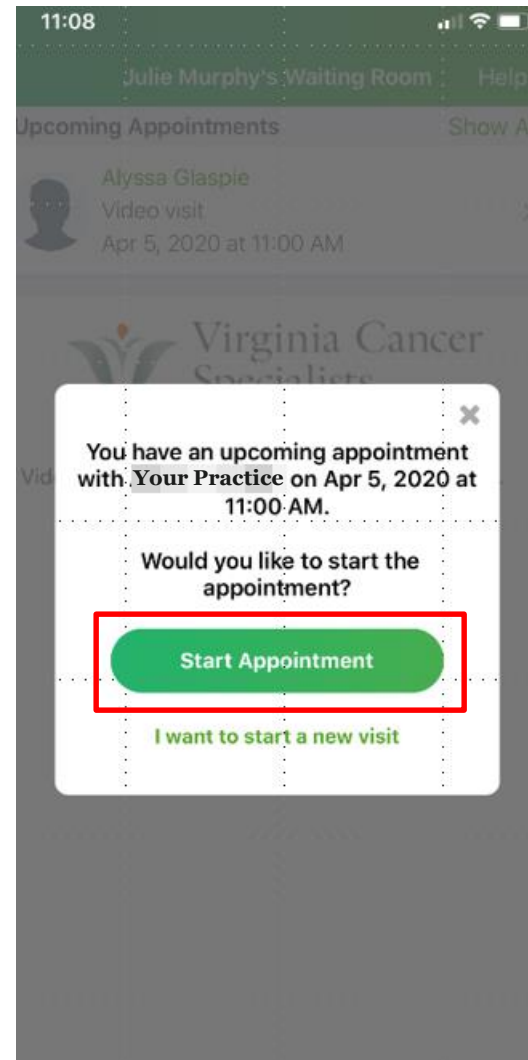 11:08
Julie Murphy's Waiting Room Help
Upcoming Appointments Show A
Alyssa Glaspie
Video visit
Apr 5, 2020 at 11:00 AM
Virginia Cancer
Specialists
You have an upcoming appointment
Vid with Your Practice on Apr 5, 2020 at
11:00 AM.
Would you like to start the
appointment?
Start Appointment
I want to start a new visit